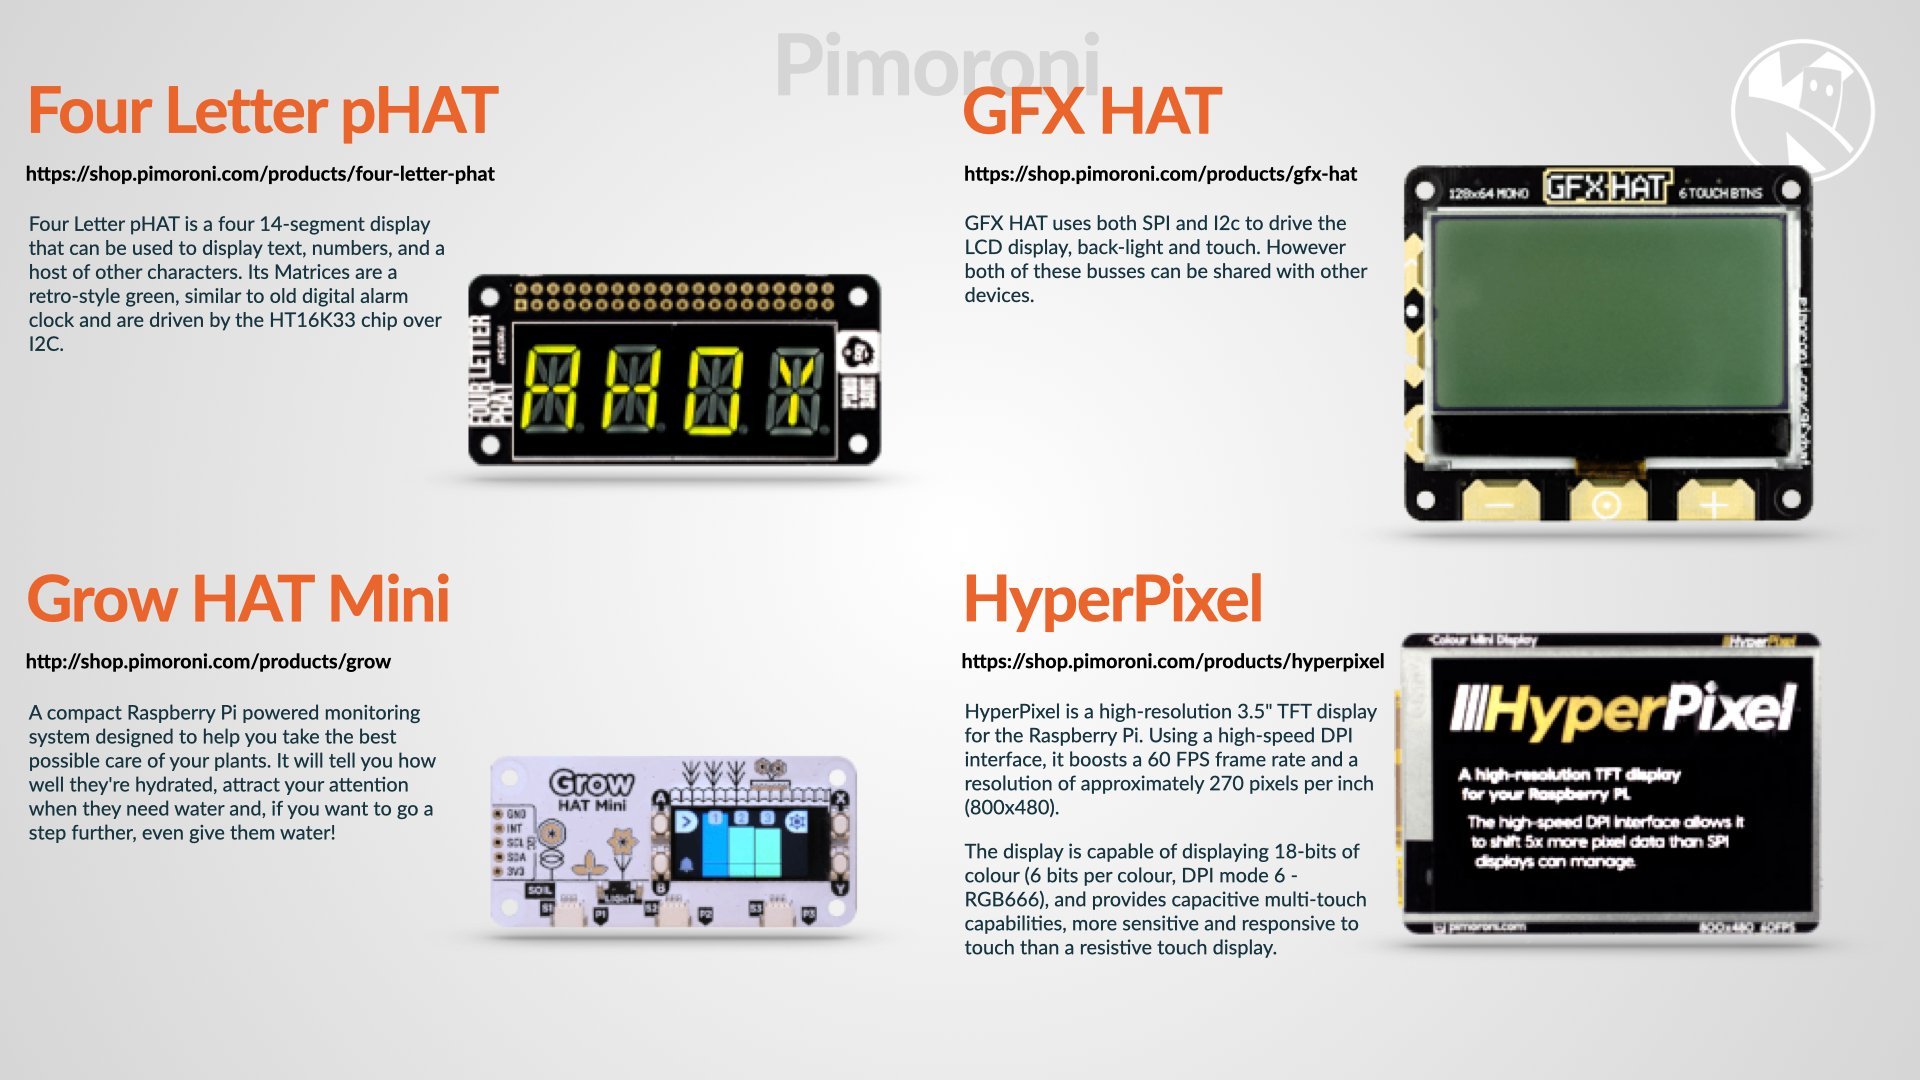 Pimoroni
Four Letter pHAT
https://shop.pimoroni.com/products/four-letter-phat
Four Letter pHAT is a four 14-segment display
that can be used to display text, numbers, and a
host of other characters. Its Matrices are a
retro-style green, similar to old digital alarm
clock and are driven by the HT16K33 chip over
I2C.
FOUR LETTER
PHAT
AHOY
GFX HAT
https://shop.pimoroni.com/products/gfx-hat
GFX HAT uses both SPI and I2c to drive the
LCD display, back-light and touch. However
both of these busses can be shared with other
devices.
128x64 MONO
GFX HAT
6 TOUCH BTNS
Grow HAT Mini
http://shop.pimoroni.com/products/grow
A compact Raspberry Pi powered monitoring
system designed to help you take the best
possible care of your plants. It will tell you how
well they're hydrated, attract your attention
when they need water and, if you want to go a
step further, even give them water!
Grow
HAT Mini
A
X
1 2 3
GND
INT
SCL
SDA
3V3
B
Y
SOIL
LIGHT
S1
P1
S2
P2
S3
P3
HyperPixel
https://shop.pimoroni.com/products/hyperpixel
HyperPixel is a high-resolution 3.5" TFT display
for the Raspberry Pi. Using a high-speed DPI
interface, it boosts a 60 FPS frame rate and a
resolution of approximately 270 pixels per inch
(800x480).
The display is capable of displaying 18-bits of
colour (6 bits per colour, DPI mode 6 -
RGB666), and provides capacitive multi-touch
capabilities, more sensitive and responsive to
touch than a resistive touch display.
Colour Mini Display
HyperPixel
HyperPixel
A high-resolution TFT display
for your Raspberry Pi.
The high-speed DPI interface allows it
to shift 5x more pixel data than SPI
displays can manage.
pimoroni.com
800x480 60FPS